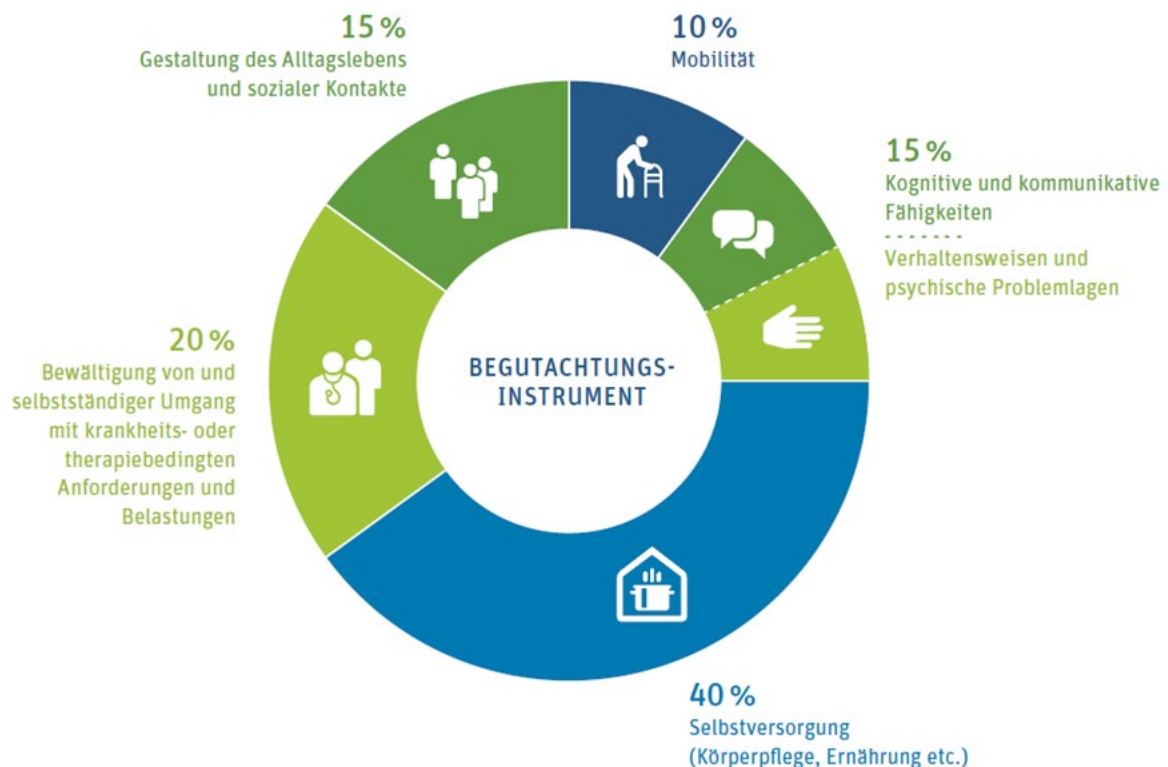 15 %
Gestaltung des Alltagslebens
und sozialer Kontakte
10 %
Mobilität
15 %
Kognitive und kommunikative
Fähigkeiten
-------
Verhaltensweisen und
psychische Problemlagen
20 %
Bewältigung von und
selbstständiger Umgang
mit krankheits- oder
therapiebedingten
Anforderungen und
Belastungen
BEGUTACHTUNGS-
INSTRUMENT
40 %
Selbstversorgung
(Körperpflege, Ernährung etc.)